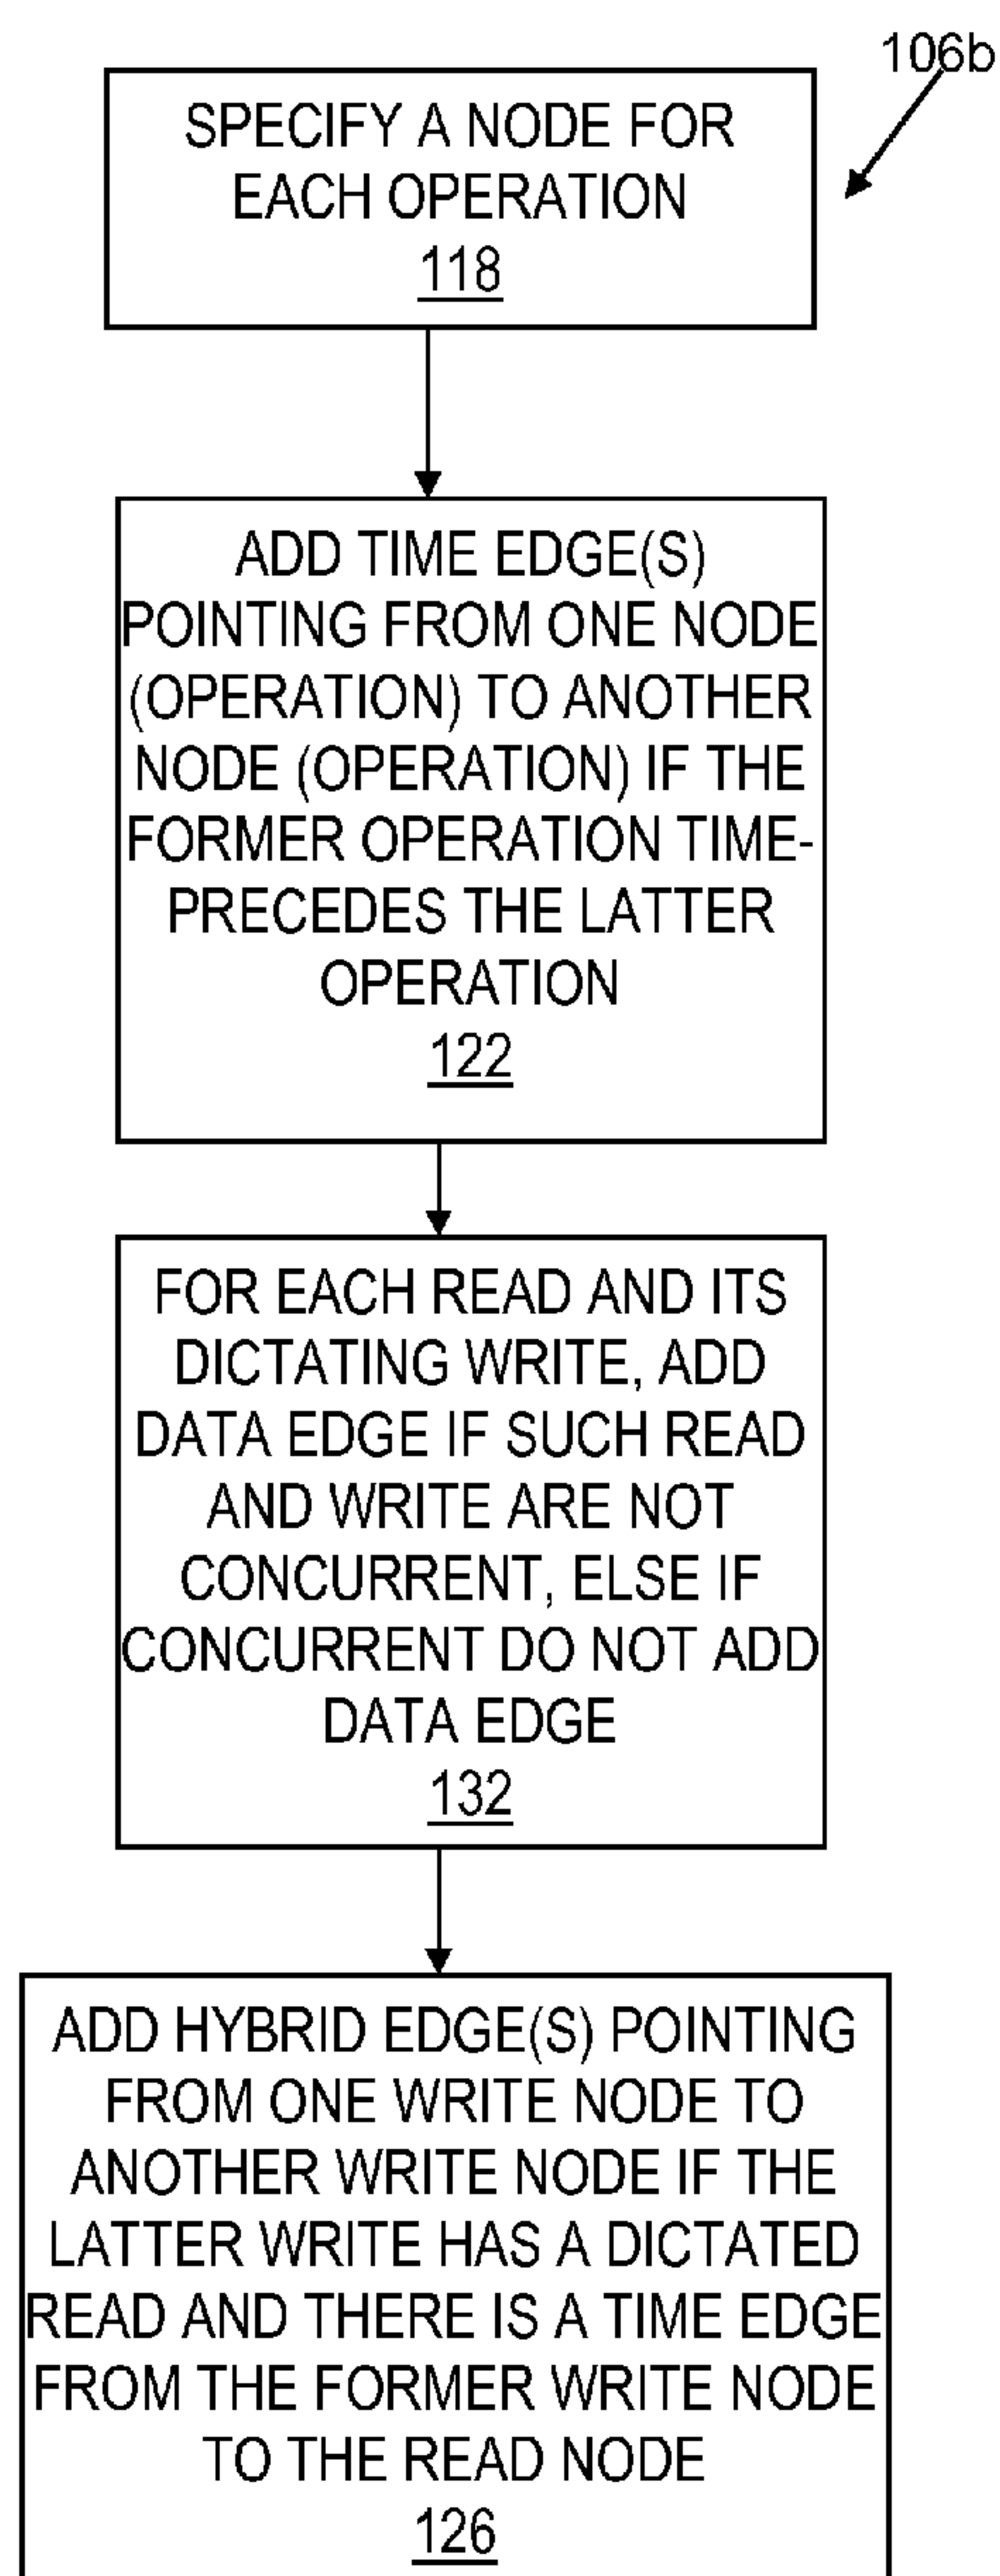 106b
SPECIFY A NODE FOR
EACH OPERATION
118
ADD TIME EDGE(S)
POINTING FROM ONE NODE
(OPERATION) TO ANOTHER
NODE (OPERATION) IF THE
FORMER OPERATION TIME-
PRECEDES THE LATTER
OPERATION
122
FOR EACH READ AND ITS
DICTATING WRITE, ADD
DATA EDGE IF SUCH READ
AND WRITE ARE NOT
CONCURRENT, ELSE IF
CONCURRENT DO NOT ADD
DATA EDGE
132
ADD HYBRID EDGE(S) POINTING
FROM ONE WRITE NODE TO
ANOTHER WRITE NODE IF THE
LATTER WRITE HAS A DICTATED
READ AND THERE IS A TIME EDGE
FROM THE FORMER WRITE NODE
TO THE READ NODE
126